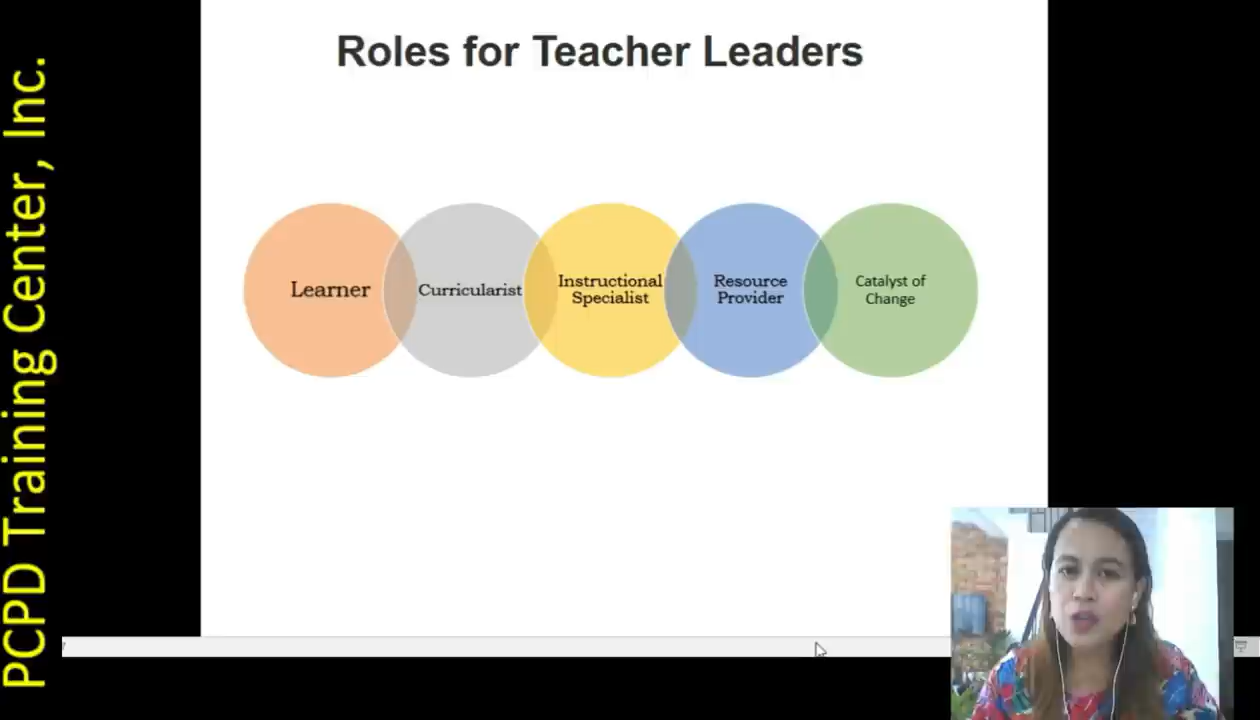 Roles for Teacher Leaders
Learner
Curricularist
Instructional
Specialist
Resource
Provider
Catalyst of
Change
PCPD Training Center, Inc.